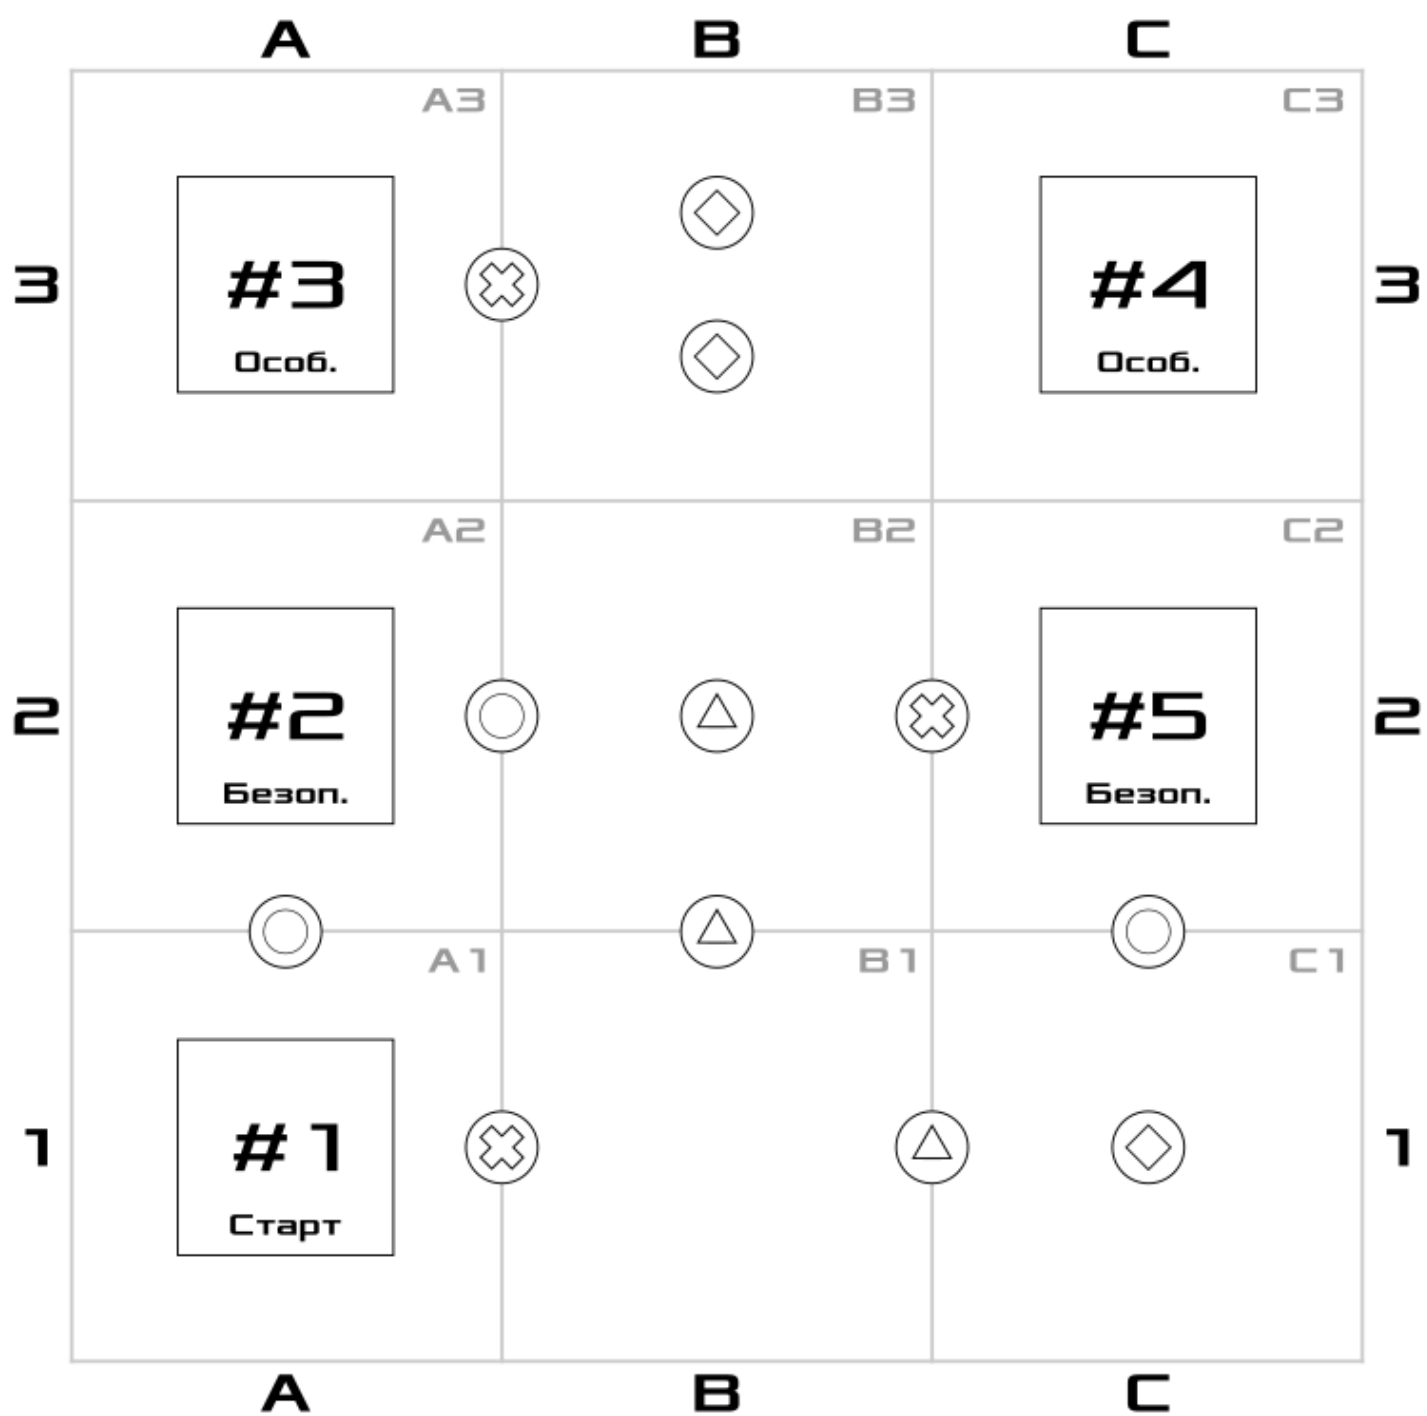 A B C
A3 B3 C3
3 #3 #4 3
Особ. Особ.
A2 B2 C2
2 #2 #5 2
Безоп. Безоп.
A1 B1 C1
1 #1 1
Старт
A B C